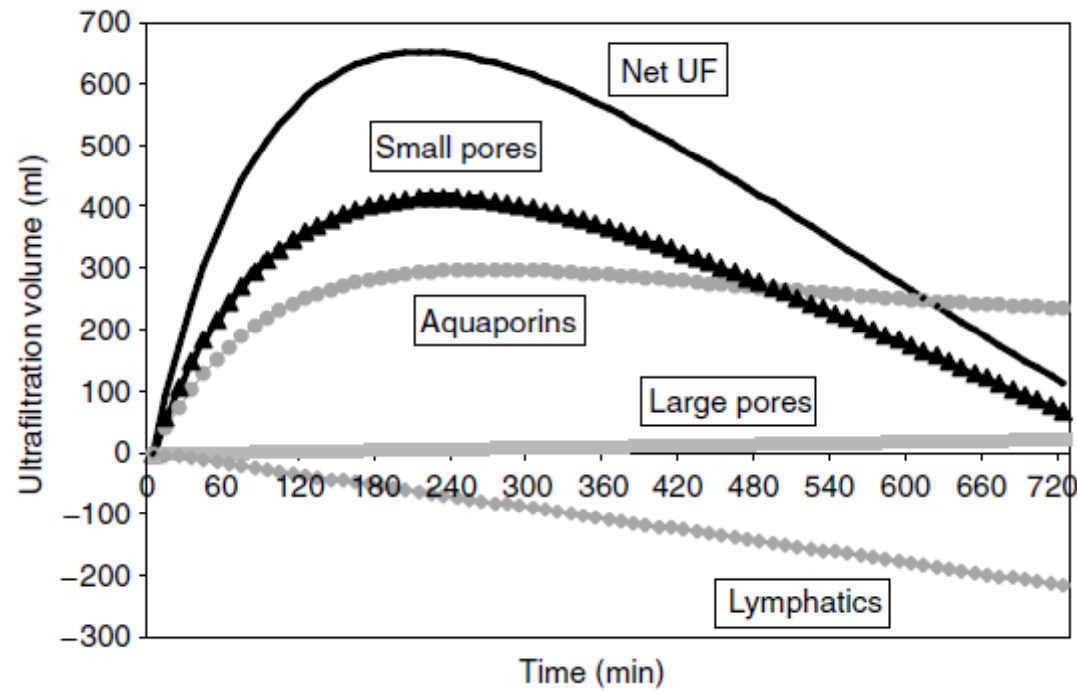 700
600
500
400
300
200
100
0
−100
−200
−300
Ultrafiltration volume (ml)
Net UF
Small pores
Aquaporins
Large pores
0 60 120 180 240 300 360 420 480 540 600 660 720
Lymphatics
Time (min)